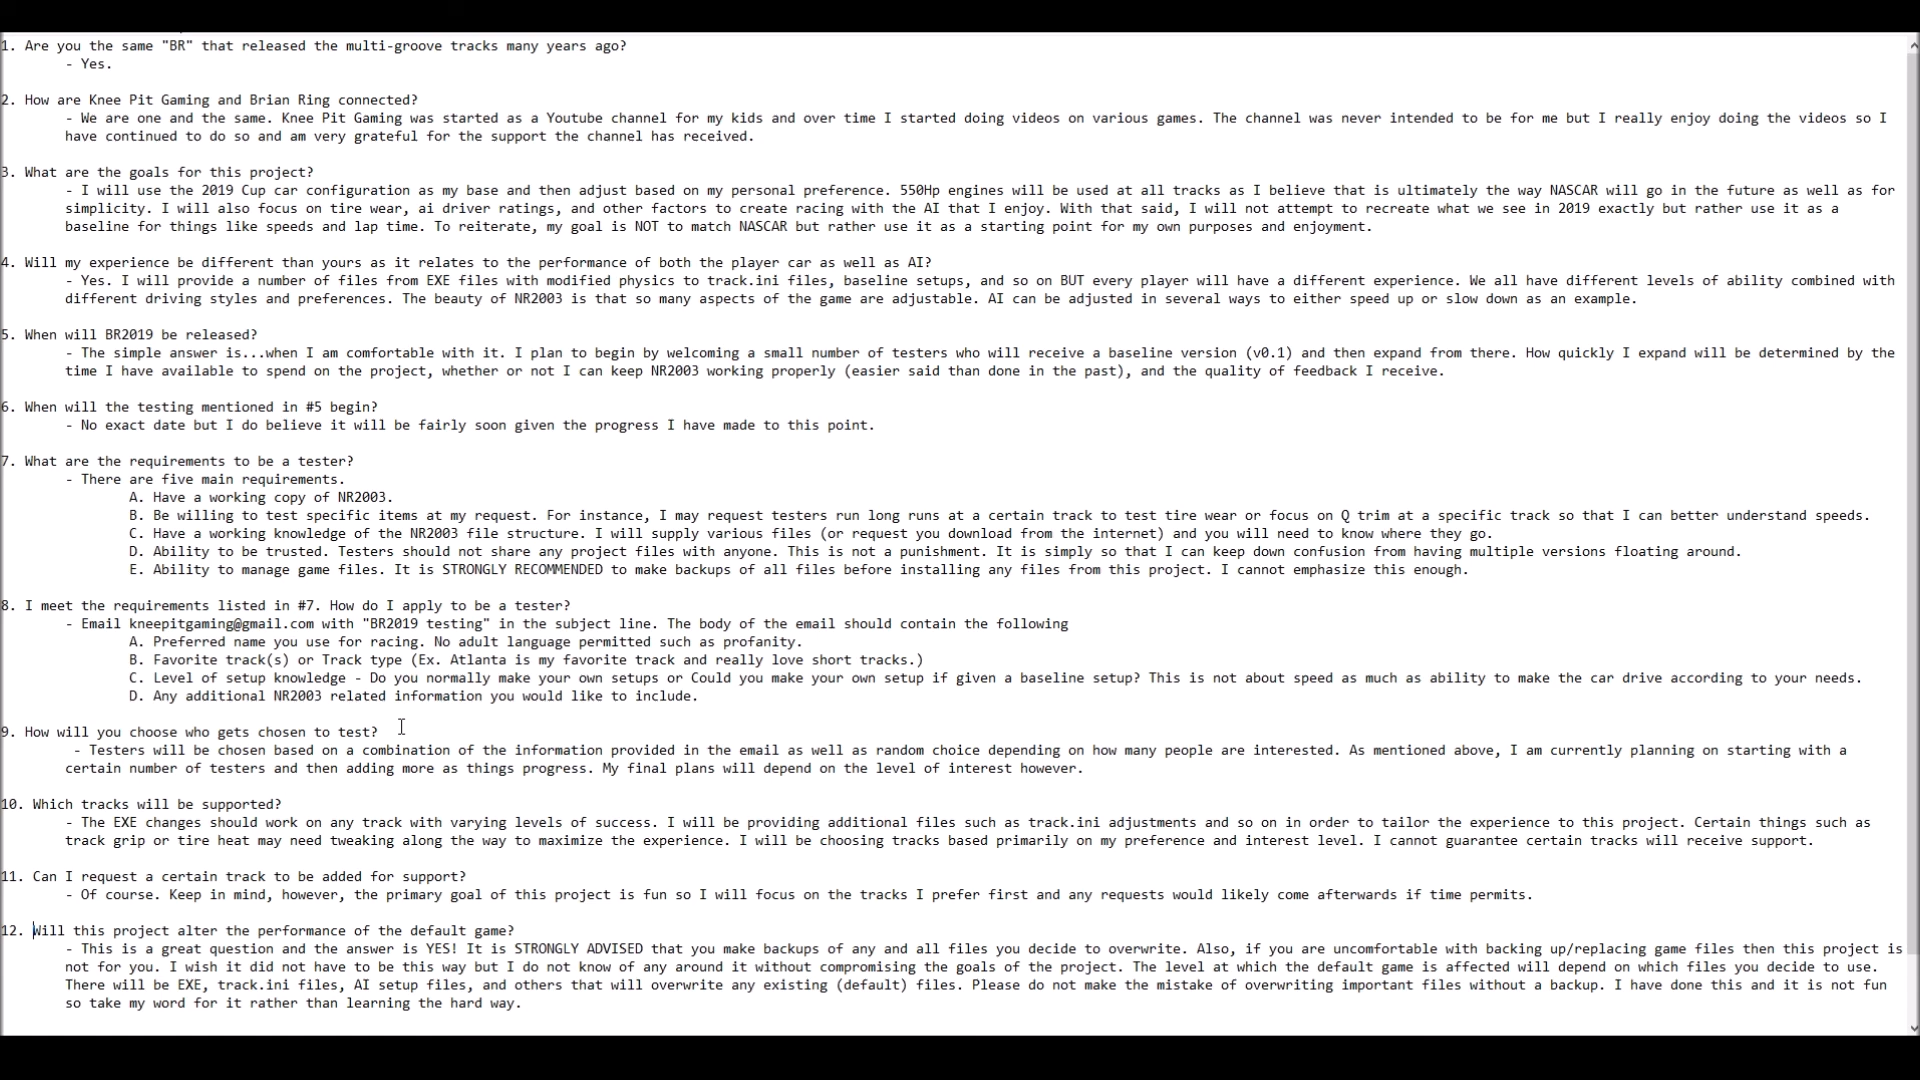 1. Are you the same "BR" that released the multi-groove tracks many years ago?
- Yes.
2. How are Knee Pit Gaming and Brian Ring connected?
- We are one and the same. Knee Pit Gaming was started as a Youtube channel for my kids and over time I started doing videos on various games. The channel was never intended to be for me but I really enjoy doing the videos so I
have continued to do so and am very grateful for the support the channel has received.
3. What are the goals for this project?
- I will use the 2019 Cup car configuration as my base and then adjust based on my personal preference. 550Hp engines will be used at all tracks as I believe that is ultimately the way NASCAR will go in the future as well as for
simplicity. I will also focus on tire wear, ai driver ratings, and other factors to create racing with the AI that I enjoy. With that said, I will not attempt to recreate what we see in 2019 exactly but rather use it as a
baseline for things like speeds and lap time. To reiterate, my goal is NOT to match NASCAR but rather use it as a starting point for my own purposes and enjoyment.
4. Will my experience be different than yours as it relates to the performance of both the player car as well as AI?
- Yes. I will provide a number of files from EXE files with modified physics to track.ini files, baseline setups, and so on BUT every player will have a different experience. We all have different levels of ability combined with
different driving styles and preferences. The beauty of NR2003 is that so many aspects of the game are adjustable. AI can be adjusted in several ways to either speed up or slow down as an example.
5. When will BR2019 be released?
- The simple answer is...when I am comfortable with it. I plan to begin by welcoming a small number of testers who will receive a baseline version (v0.1) and then expand from there. How quickly I expand will be determined by the
time I have available to spend on the project, whether or not I can keep NR2003 working properly (easier said than done in the past), and the quality of feedback I receive.
6. When will the testing mentioned in #5 begin?
- No exact date but I do believe it will be fairly soon given the progress I have made to this point.
7. What are the requirements to be a tester?
- There are five main requirements.
A. Have a working copy of NR2003.
B. Be willing to test specific items at my request. For instance, I may request testers run long runs at a certain track to test tire wear or focus on Q trim at a specific track so that I can better understand speeds.
C. Have a working knowledge of the NR2003 file structure. I will supply various files (or request you download from the internet) and you will need to know where they go.
D. Ability to be trusted. Testers should not share any project files with anyone. This is not a punishment. It is simply so that I can keep down confusion from having multiple versions floating around.
E. Ability to manage game files. It is STRONGLY RECOMMENDED to make backups of all files before installing any files from this project. I cannot emphasize this enough.
8. I meet the requirements listed in #7. How do I apply to be a tester?
- Email kneepitgaming@gmail.com with "BR2019 testing" in the subject line. The body of the email should contain the following
A. Preferred name you use for racing. No adult language permitted such as profanity.
B. Favorite track(s) or Track type (Ex. Atlanta is my favorite track and really love short tracks.)
C. Level of setup knowledge - Do you normally make your own setups or Could you make your own setup if given a baseline setup? This is not about speed as much as ability to make the car drive according to your needs.
D. Any additional NR2003 related information you would like to include.
9. How will you choose who gets chosen to test?
- Testers will be chosen based on a combination of the information provided in the email as well as random choice depending on how many people are interested. As mentioned above, I am currently planning on starting with a
certain number of testers and then adding more as things progress. My final plans will depend on the level of interest however.
10. Which tracks will be supported?
- The EXE changes should work on any track with varying levels of success. I will be providing additional files such as track.ini adjustments and so on in order to tailor the experience to this project. Certain things such as
track grip or tire heat may need tweaking along the way to maximize the experience. I will be choosing tracks based primarily on my preference and interest level. I cannot guarantee certain tracks will receive support.
11. Can I request a certain track to be added for support?
- Of course. Keep in mind, however, the primary goal of this project is fun so I will focus on the tracks I prefer first and any requests would likely come afterwards if time permits.
12. Will this project alter the performance of the default game?
- This is a great question and the answer is YES! It is STRONGLY ADVISED that you make backups of any and all files you decide to overwrite. Also, if you are uncomfortable with backing up/replacing game files then this project is
not for you. I wish it did not have to be this way but I do not know of any around it without compromising the goals of the project. The level at which the default game is affected will depend on which files you decide to use.
There will be EXE, track.ini files, AI setup files, and others that will overwrite any existing (default) files. Please do not make the mistake of overwriting important files without a backup. I have done this and it is not fun
so take my word for it rather than learning the hard way.